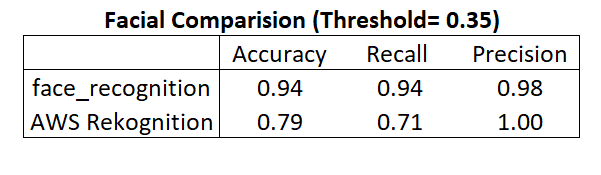 Facial Comparision (Threshold= 0.35)
Accuracy Recall Precision
face_recognition 0.94 0.94 0.98
AWS Rekognition 0.79 0.71 1.00